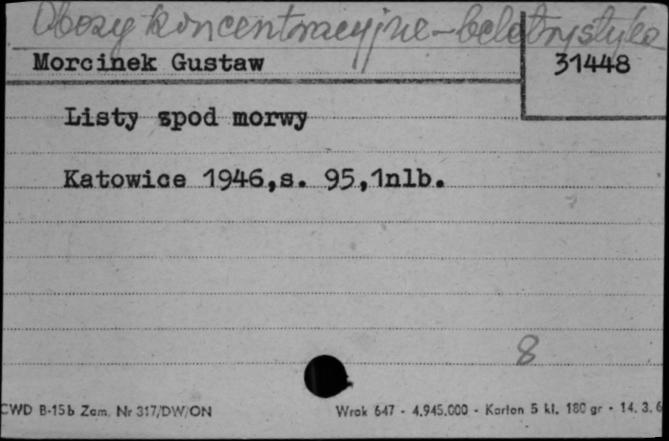 Obozy koncentracyjne - beletrystyka
Morcinek Gustaw
31448
Listy spod morwy
Katowice 1946,s. 95,1nlb.
8
CWD B-15b Zam. Nr 317/DW/ON
Wrok 647 - 4.945.000 - Karton 5 kl. 180 gr - 14. 3. 6